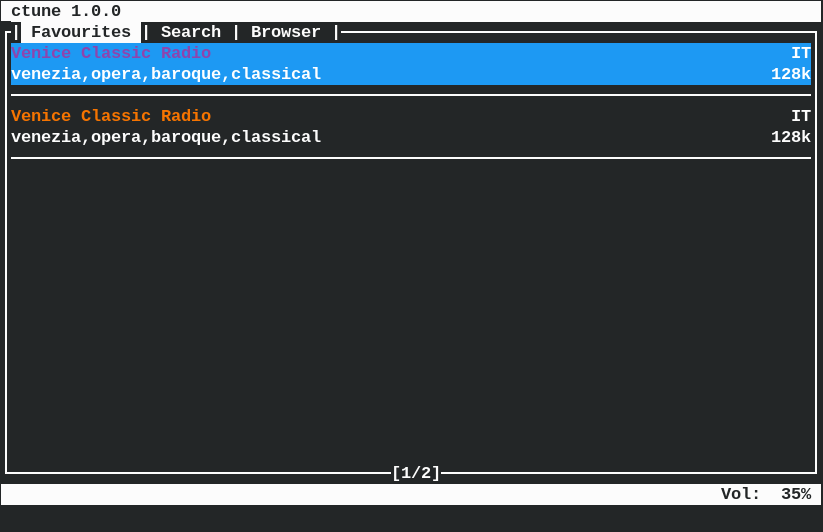 ctune 1.0.0
| Favourites | Search | Browser |
Venice Classic Radio IT
venezia,opera,baroque,classical 128k
Venice Classic Radio IT
venezia,opera,baroque,classical 128k
[1/2]
Vol: 35%